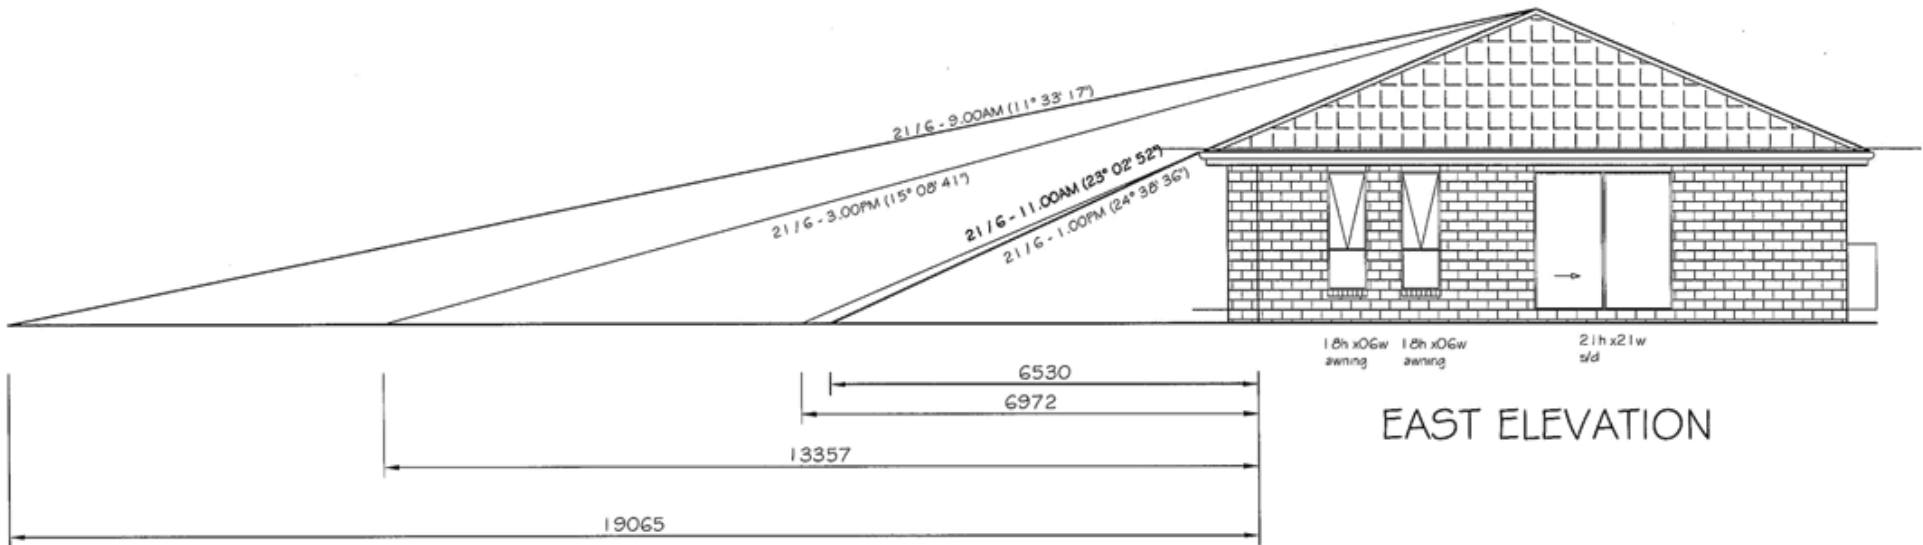 21/6 - 9.00AM (11° 33' 17")
21/6 - 3.00PM (15° 08' 41")
21/6 - 11.00AM (23° 02' 52")
21/6 - 1.00PM (24° 38' 36")
18h x06w
awning
18h x06w
awning
21h x21w
s/d
6530
6972
13357
19065
EAST ELEVATION